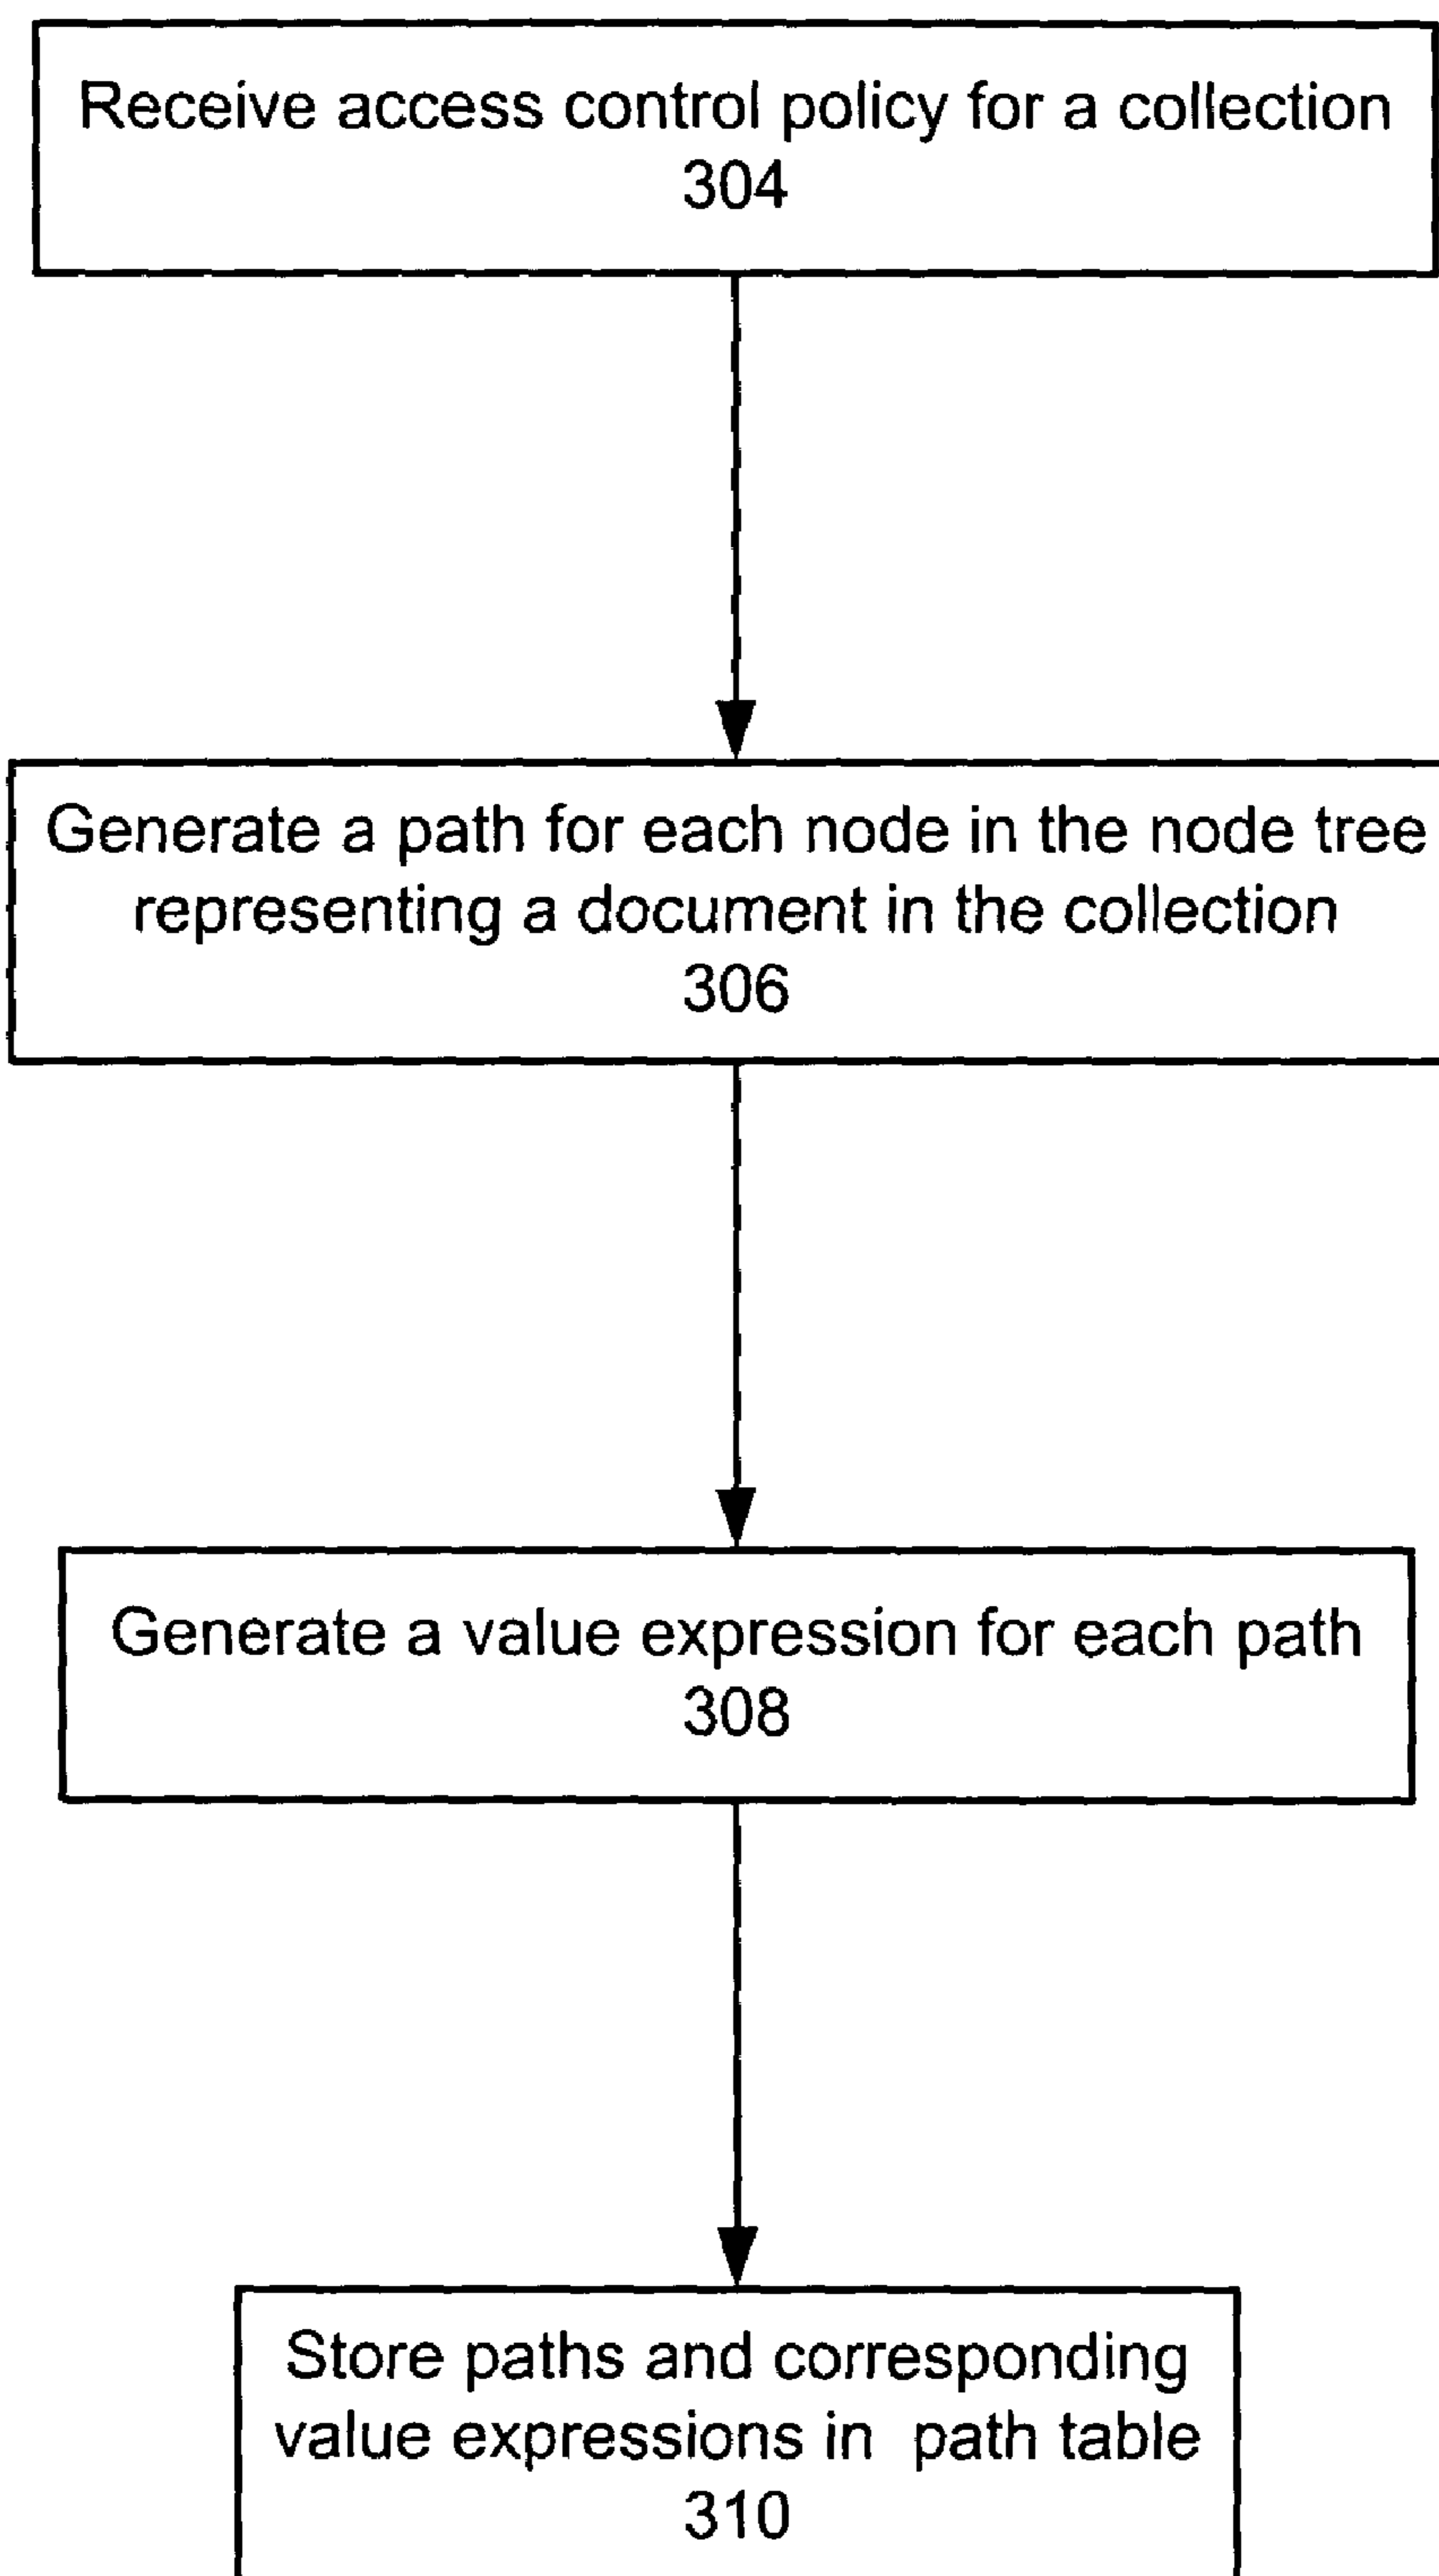 Receive access control policy for a collection
304
Generate a path for each node in the node tree
representing a document in the collection
306
Generate a value expression for each path
308
Store paths and corresponding
value expressions in path table
310